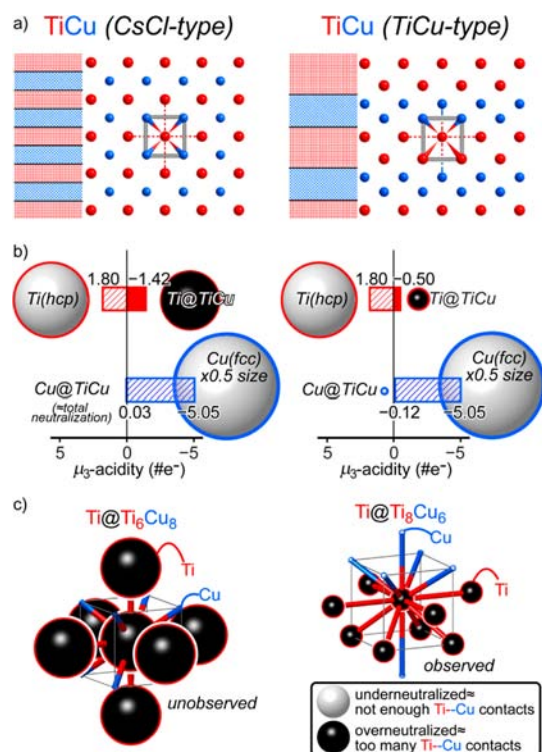 a)
TiCu (CsCl-type)
TiCu (TiCu-type)
b)
1.80
−1.42
Ti(hcp)
Ti@TiCu
Cu(fcc)
x0.5 size
Cu@TiCu
(≈total
neutralization)
0.03
−5.05
5
0
−5
μ3-acidity (#e⁻)
1.80
−0.50
Ti(hcp)
Ti@TiCu
Cu(fcc)
x0.5 size
Cu@TiCu
−0.12
−5.05
5
0
−5
μ3-acidity (#e⁻)
c)
Ti@Ti6Cu8
Ti
Cu
unobserved
Ti@Ti8Cu6
Cu
Ti
observed
underneutralized≈
not enough Ti--Cu contacts
overneutralized≈
too many Ti--Cu contacts